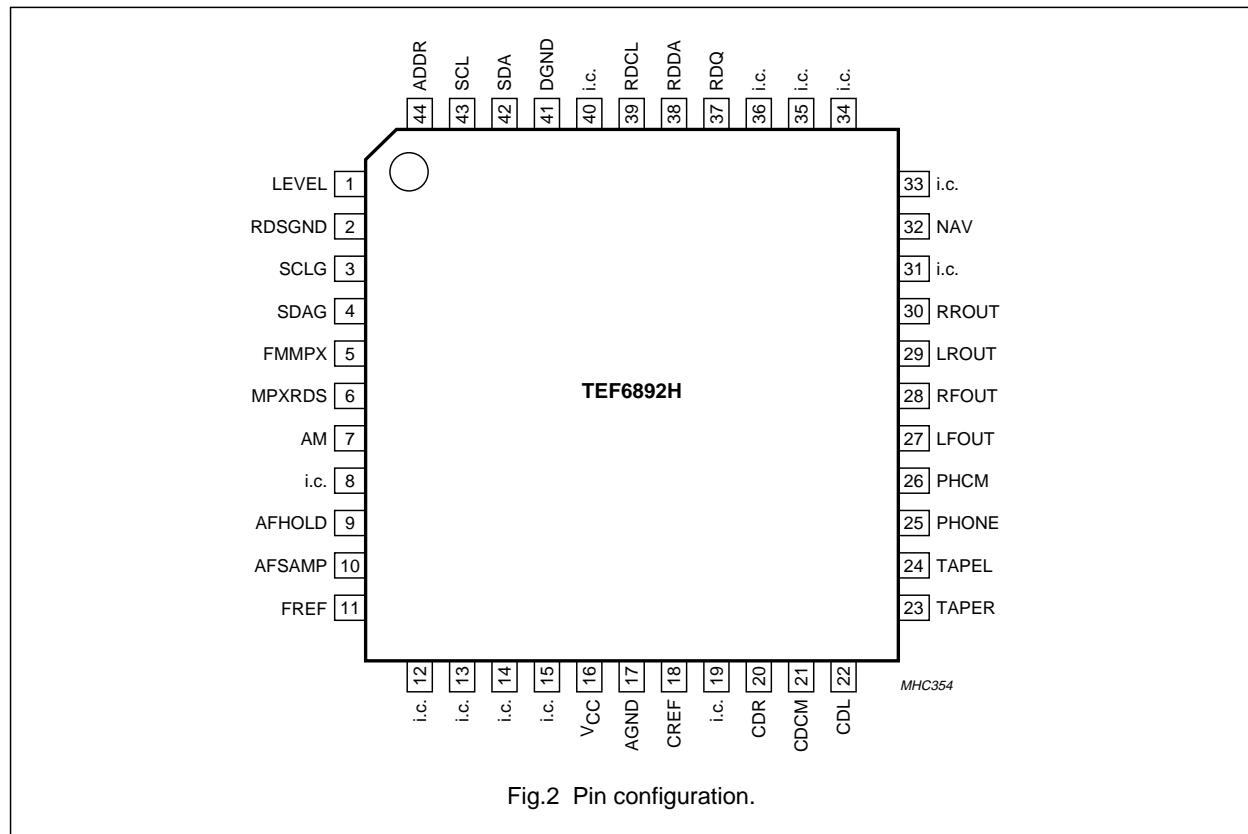 ADDR
SCL
SDA
DGND
i.c.
RDCL
RDDA
RDQ
i.c.
i.c.
i.c.
44
43
42
41
40
39
38
37
36
35
34
LEVEL 1
RDSGND 2
SCLG 3
SDAG 4
FMMPX 5
MPXRDS 6
AM 7
i.c. 8
AFHOLD 9
AFSAMP 10
FREF 11
TEF6892H
33 i.c.
32 NAV
31 i.c.
30 RROUT
29 LROUT
28 RFOUT
27 LFOUT
26 PHCM
25 PHONE
24 TAPEL
23 TAPER
12
13
14
15
16
17
18
19
20
21
22
i.c.
i.c.
i.c.
i.c.
VCC
AGND
CREF
i.c.
CDR
CDCM
CDL
MHC354
Fig.2 Pin configuration.